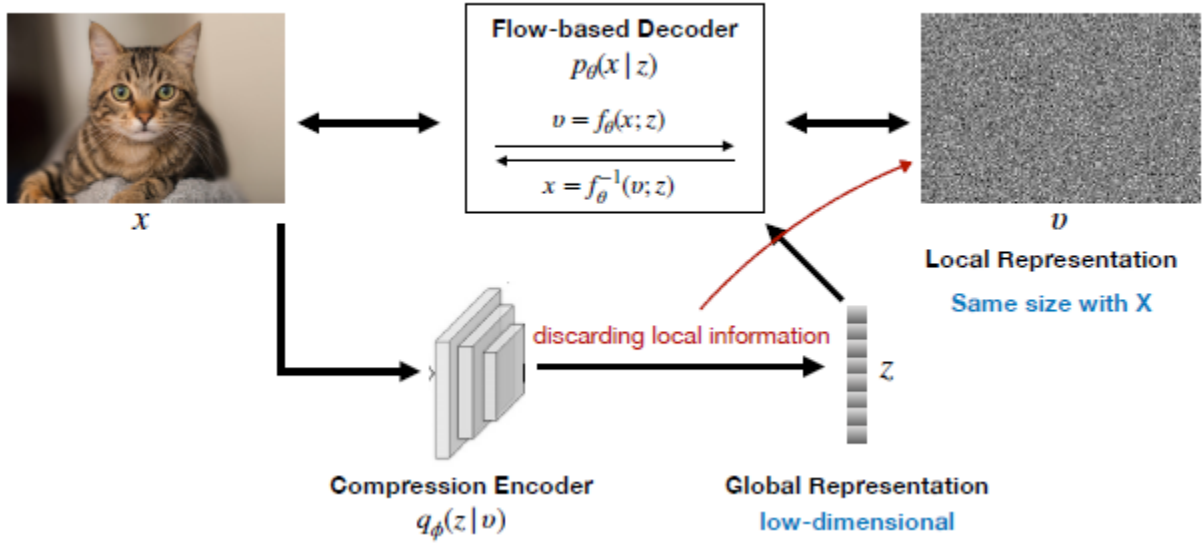 Flow-based Decoder
pθ(x | z)
υ = fθ(x; z)
x = fθ⁻¹(υ; z)
x
υ
Local Representation
Same size with X
discarding local information
z
Compression Encoder
qϕ(z | υ)
Global Representation
low-dimensional